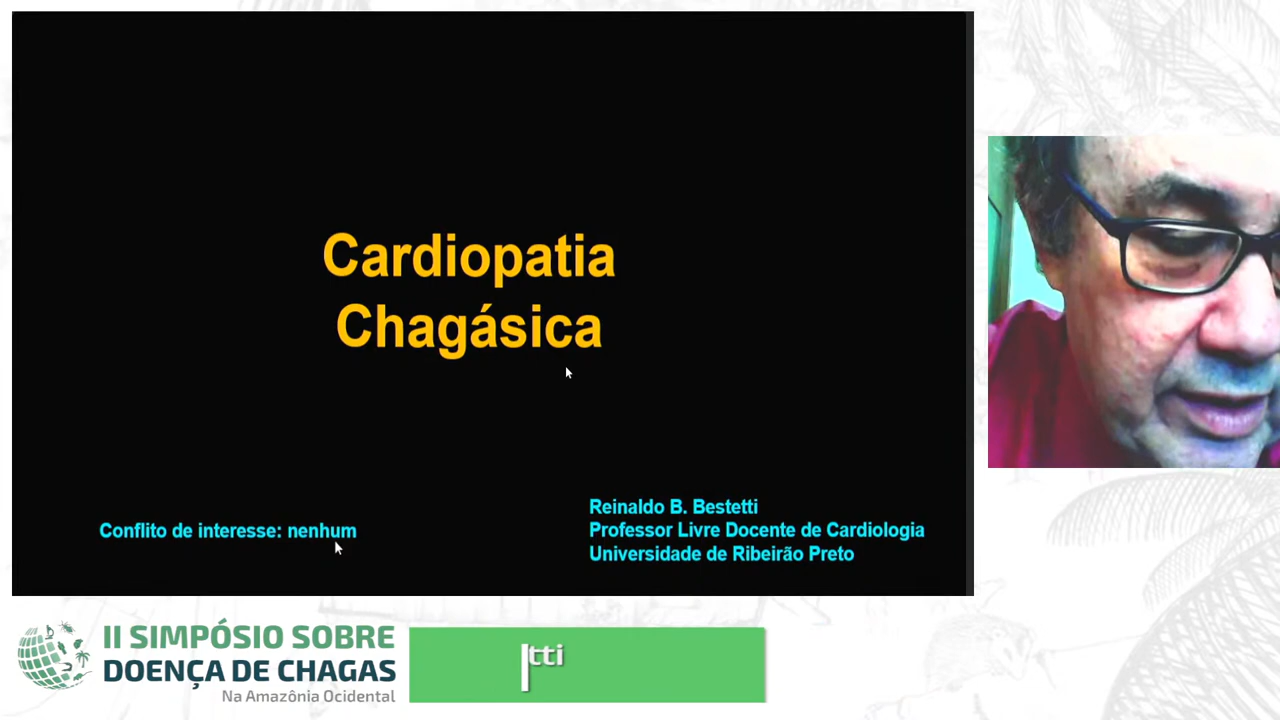 Cardiopatia
Chagásica
Conflito de interesse: nenhum
Reinaldo B. Bestetti
Professor Livre Docente de Cardiologia
Universidade de Ribeirão Preto
II SIMPÓSIO SOBRE
DOENÇA DE CHAGAS
Na Amazônia Ocidental
tti